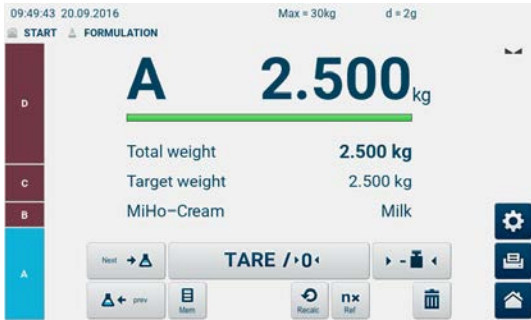 09:49:43 20.09.2016 Max = 30kg d = 2g
START FORMULATION
D
A 2.500 kg
Total weight 2.500 kg
C
Target weight 2.500 kg
B
MiHo-Cream Milk
A
Next TARE / 0
prev Mem Recalc nx Ref